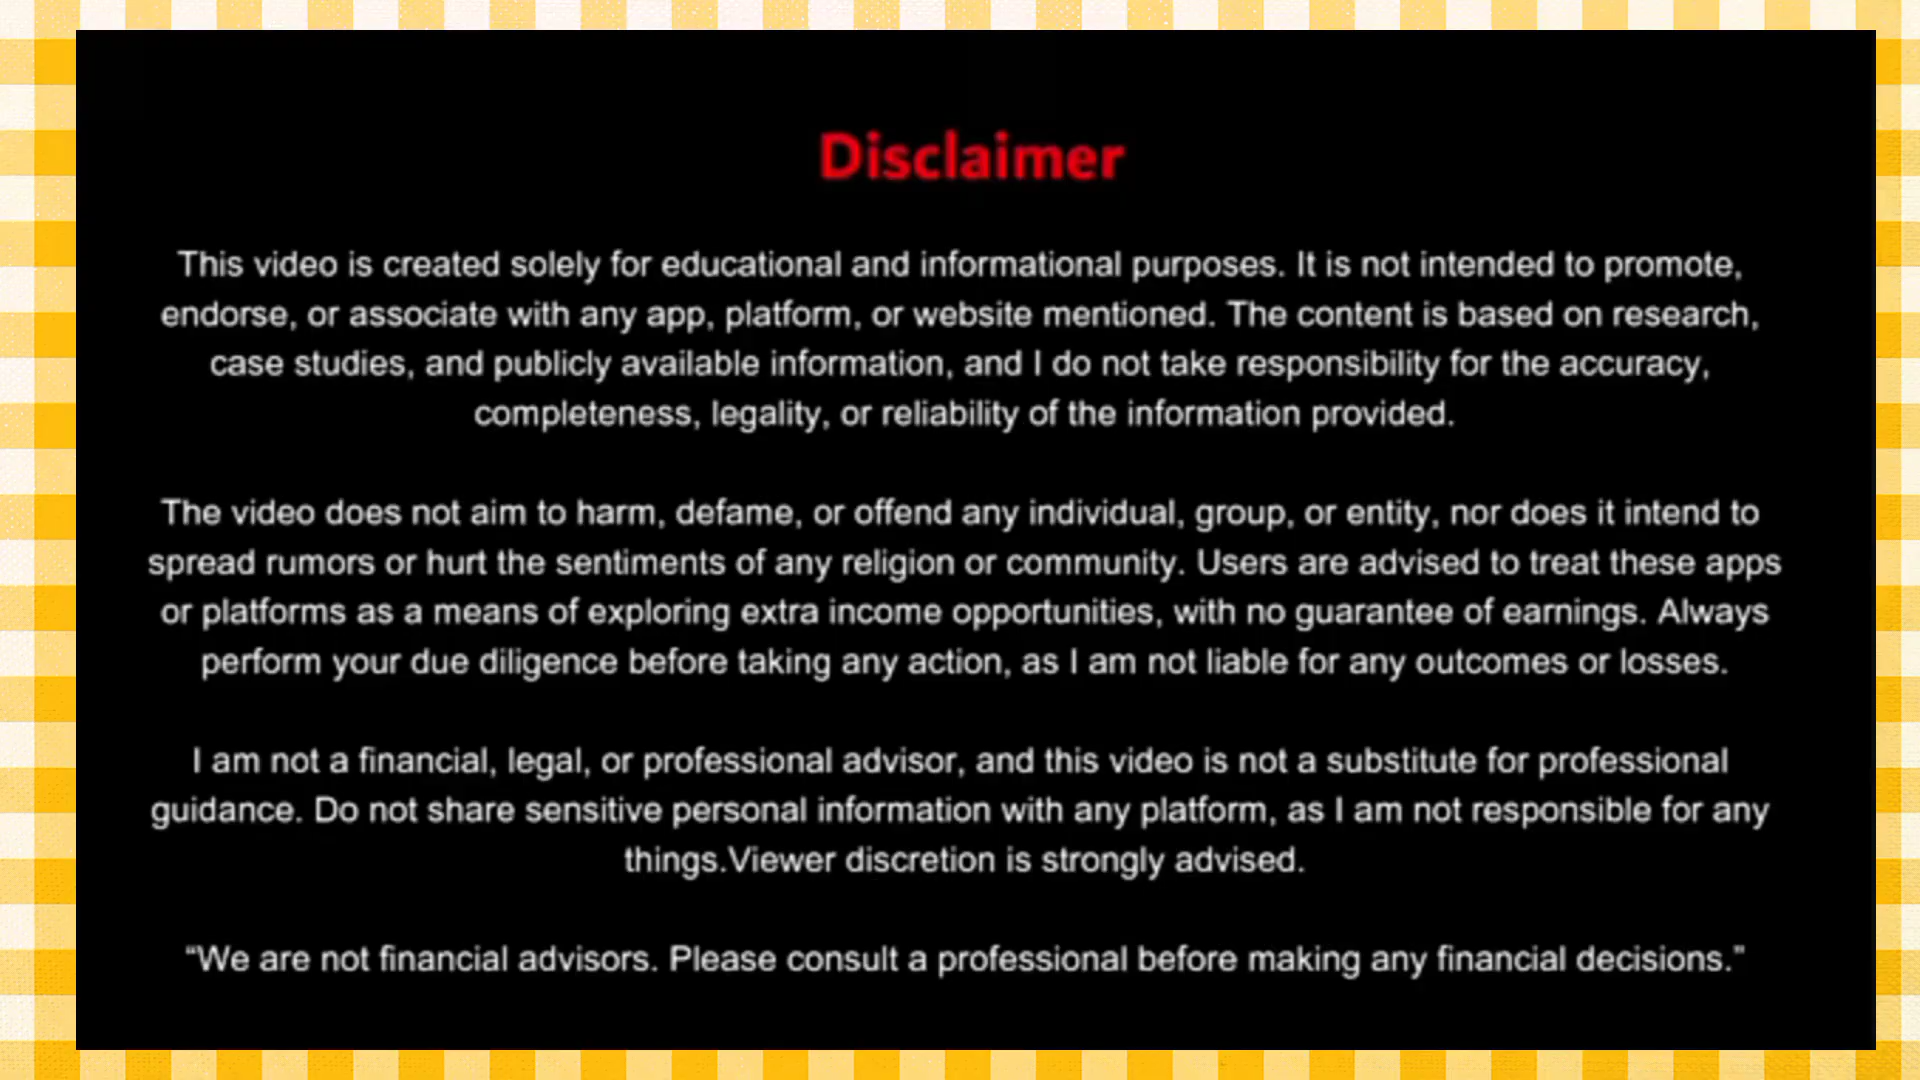 Disclaimer
This video is created solely for educational and informational purposes. It is not intended to promote,
endorse, or associate with any app, platform, or website mentioned. The content is based on research,
case studies, and publicly available information, and I do not take responsibility for the accuracy,
completeness, legality, or reliability of the information provided.
The video does not aim to harm, defame, or offend any individual, group, or entity, nor does it intend to
spread rumors or hurt the sentiments of any religion or community. Users are advised to treat these apps
or platforms as a means of exploring extra income opportunities, with no guarantee of earnings. Always
perform your due diligence before taking any action, as I am not liable for any outcomes or losses.
I am not a financial, legal, or professional advisor, and this video is not a substitute for professional
guidance. Do not share sensitive personal information with any platform, as I am not responsible for any
things.Viewer discretion is strongly advised.
“We are not financial advisors. Please consult a professional before making any financial decisions.”